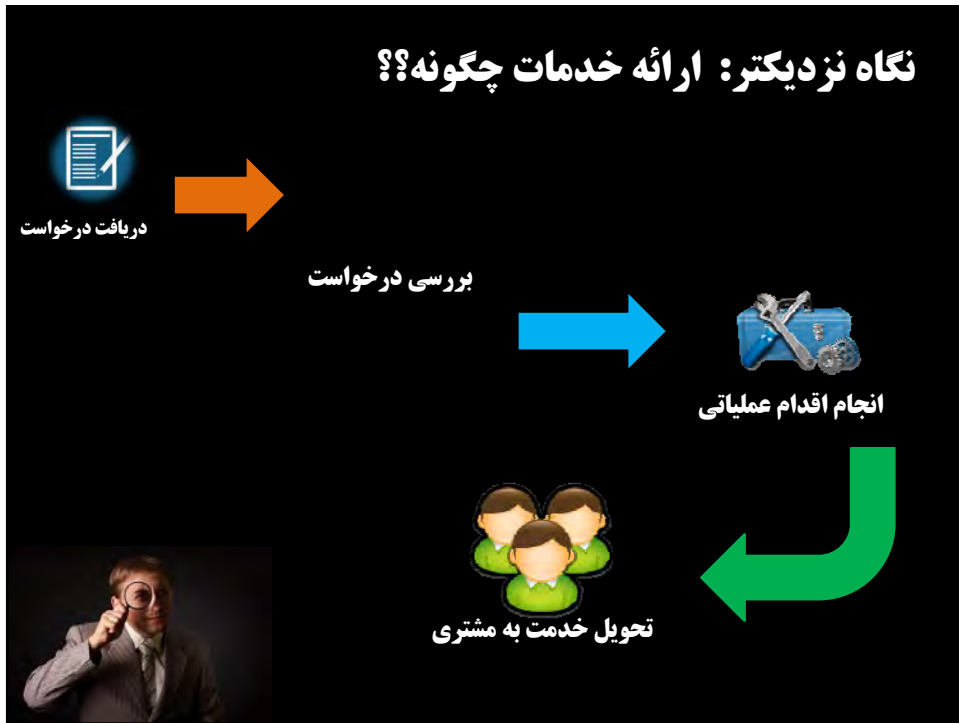 نگاه نزدیکتر: ارائه خدمات چگونه؟؟
دریافت درخواست
بررسی درخواست
انجام اقدام عملیاتی
تحویل خدمت به مشتری